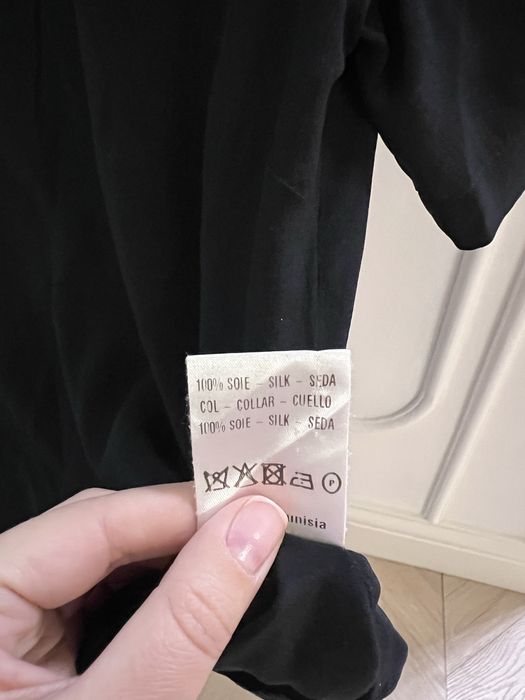 100% SOIE - SILK - SEDA
COL - COLLAR - CUELLO
100% SOIE - SILK - SEDA
P